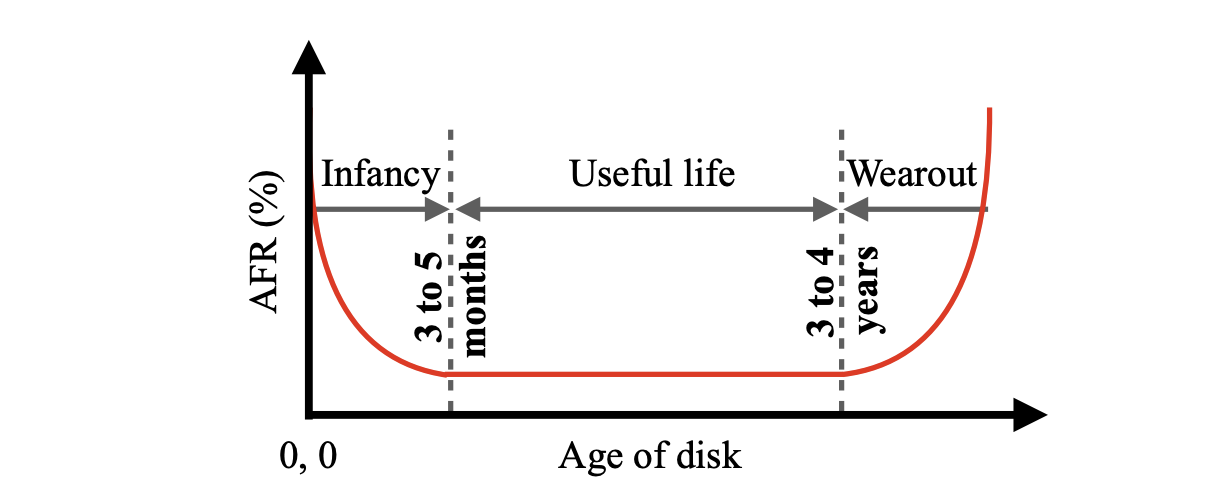 Infancy
Useful life
Wearout
AFR (%)
3 to 5
months
3 to 4
years
0, 0
Age of disk